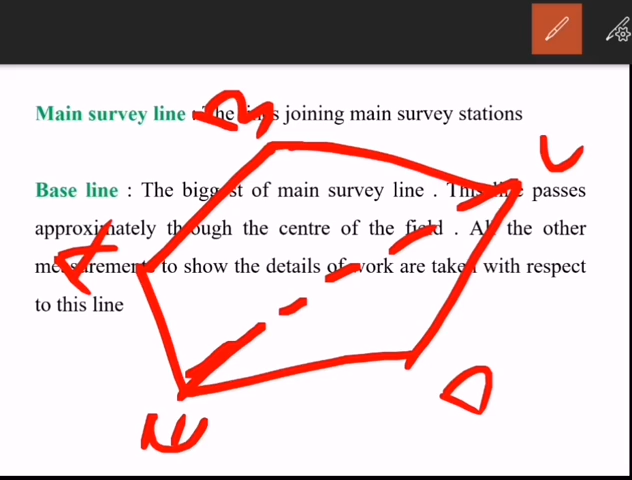 B
Main survey line : The lines joining main survey stations
C
Base line : The biggest of main survey line . This line passes
approximately through the centre of the field . All the other
A
measurements to show the details of work are taken with respect
to this line
D
E